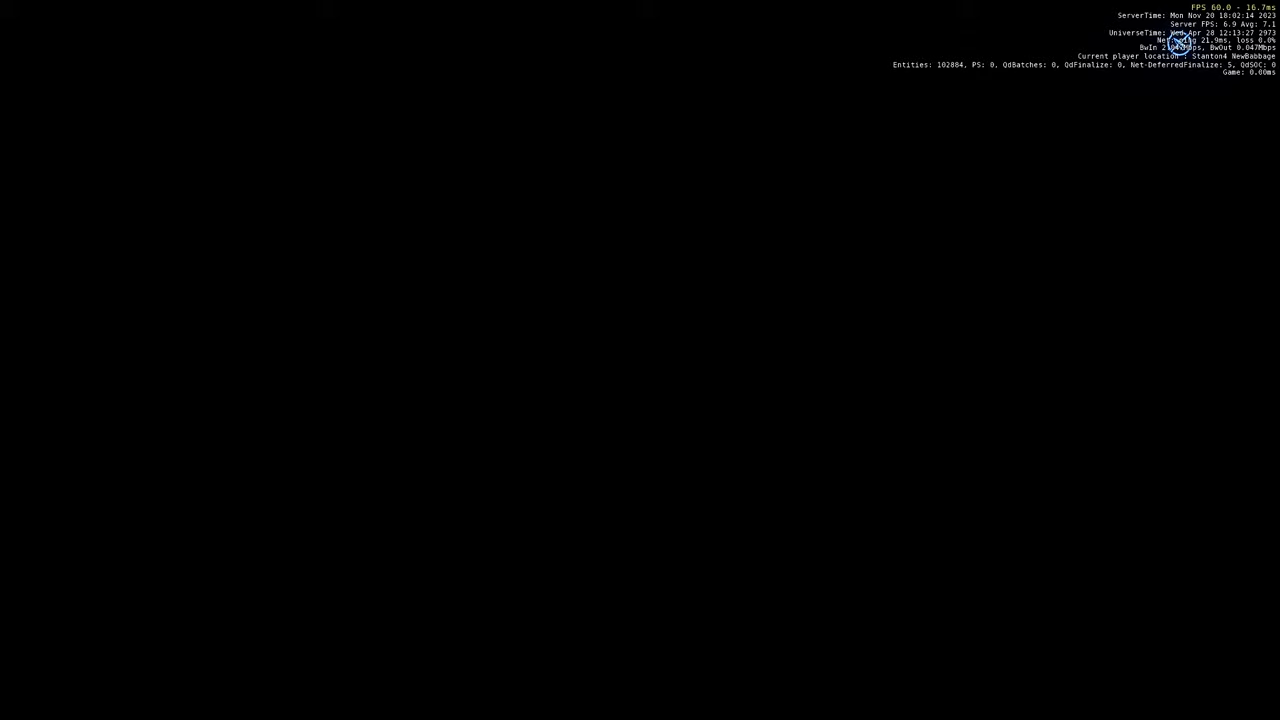 FPS 60.0 - 16.7ms
ServerTime: Mon Nov 20 18:02:14 2023
Server FPS: 6.9 Avg: 7.1
UniverseTime: Wed Apr 28 12:13:27 2973
Net: ping 21.9ms, loss 0.0%
BwIn BwOut 0.047Mbps
Current player location : Stanton4 NewBabbage
Entities: 102884, PS: 0, QdBatches: 0, QdFinalize: 0, Net-DeferredFinalize: 5, QdSOC: 0
Game: 0.00ms